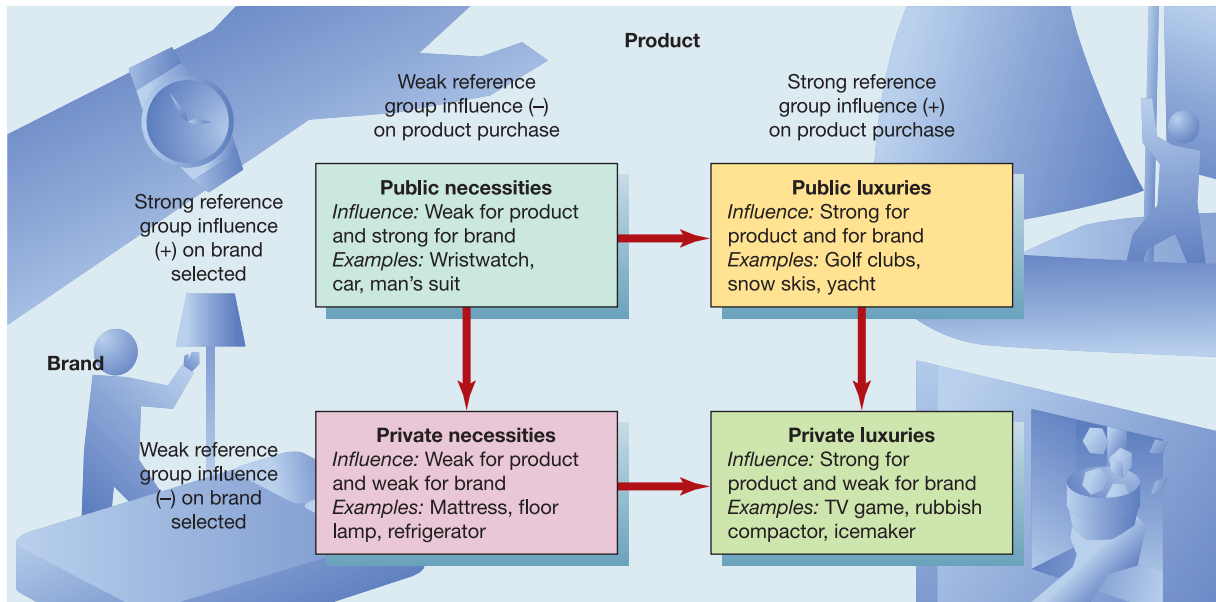 Product
Weak reference
group influence (–)
on product purchase
Strong reference
group influence (+)
on product purchase
Strong reference
group influence
(+) on brand
selected
Public necessities
Influence: Weak for product
and strong for brand
Examples: Wristwatch,
car, man’s suit
Public luxuries
Influence: Strong for
product and for brand
Examples: Golf clubs,
snow skis, yacht
Brand
Weak reference
group influence
(–) on brand
selected
Private necessities
Influence: Weak for product
and weak for brand
Examples: Mattress, floor
lamp, refrigerator
Private luxuries
Influence: Strong for
product and weak for brand
Examples: TV game, rubbish
compactor, icemaker